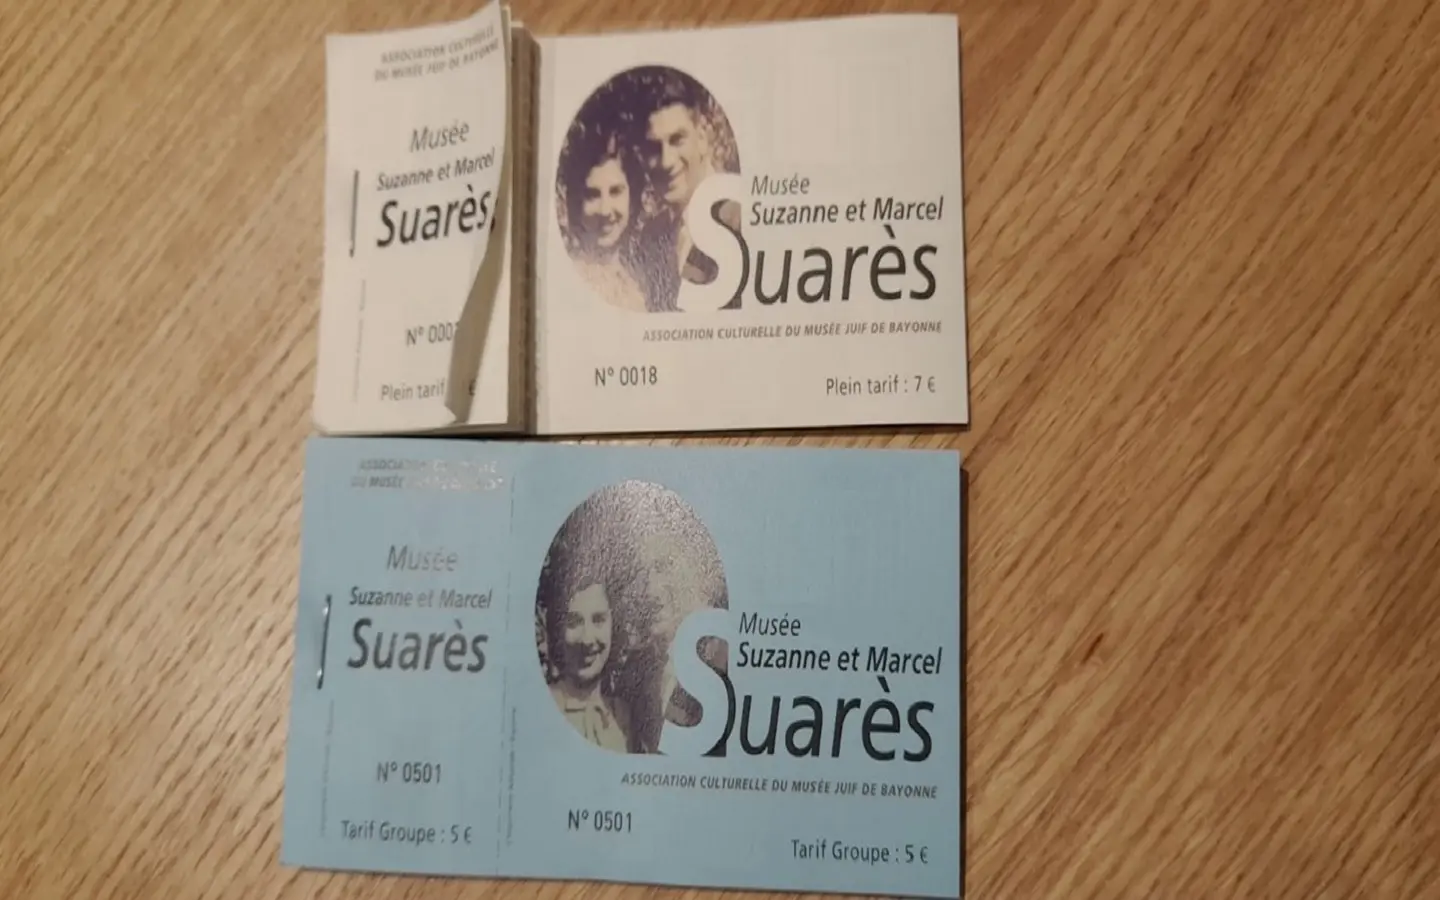 ASSOCIATION CULTURELLE
DU MUSÉE JUIF DE BAYONNE
Musée
Suzanne et Marcel
Suarès
N° 000
Plein tarif
€
Musée
Suzanne et Marcel
Suarès
ASSOCIATION CULTURELLE DU MUSÉE JUIF DE BAYONNE
N° 0018
Plein tarif : 7 €
DU MUSÉE
Musée
Suzanne et Marcel
Suarès
N° 0501
Tarif Groupe : 5 €
Musée
Suzanne et Marcel
Suarès
ASSOCIATION CULTURELLE DU MUSÉE JUIF DE BAYONNE
N° 0501
Tarif Groupe : 5 €